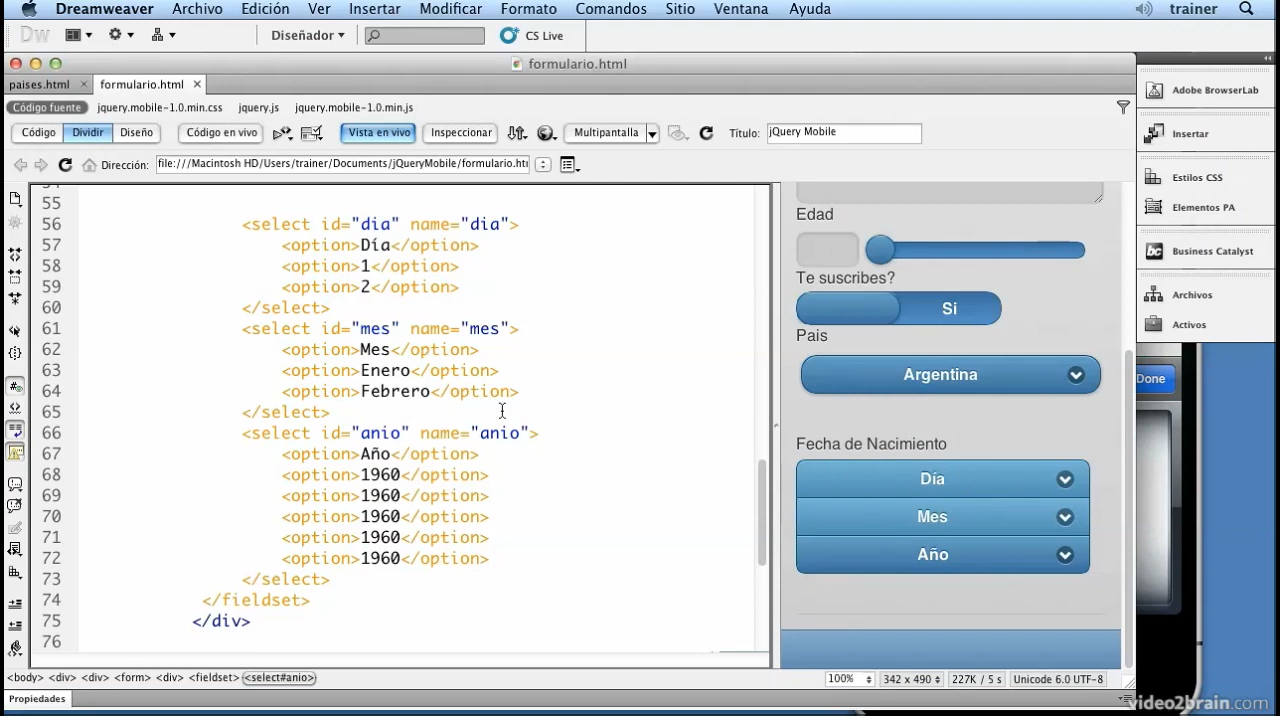 Dreamweaver Archivo Edición Ver Insertar Modificar Formato Comandos Sitio Ventana Ayuda trainer
Dw Diseñador CS Live
formulario.html
paises.html formulario.html
Código fuente jquery.mobile-1.0.min.css jquery.js jquery.mobile-1.0.min.js
Código Dividir Diseño Código en vivo Vista en vivo Inspeccionar Multipantalla Título: jQuery Mobile
Dirección: file:///Macintosh HD/Users/trainer/Documents/jQueryMobile/formulario.htm
55
56 <select id="dia" name="dia">
57 <option>Día</option>
58 <option>1</option>
59 <option>2</option>
60 </select>
61 <select id="mes" name="mes">
62 <option>Mes</option>
63 <option>Enero</option>
64 <option>Febrero</option>
65 </select>
66 <select id="anio" name="anio">
67 <option>Año</option>
68 <option>1960</option>
69 <option>1960</option>
70 <option>1960</option>
71 <option>1960</option>
72 <option>1960</option>
73 </select>
74 </fieldset>
75 </div>
76
Edad
Te suscribes?
Si
Pais
Argentina
Fecha de Nacimiento
Día
Mes
Año
Adobe BrowserLab
Insertar
Estilos CSS
Elementos PA
bc Business Catalyst
Archivos
Activos
Done
<body> <div> <div> <form> <div> <fieldset> <select#anio> 100% 342 x 490 227K / 5 s Unicode 6.0 UTF-8
Propiedades
video2brain.com